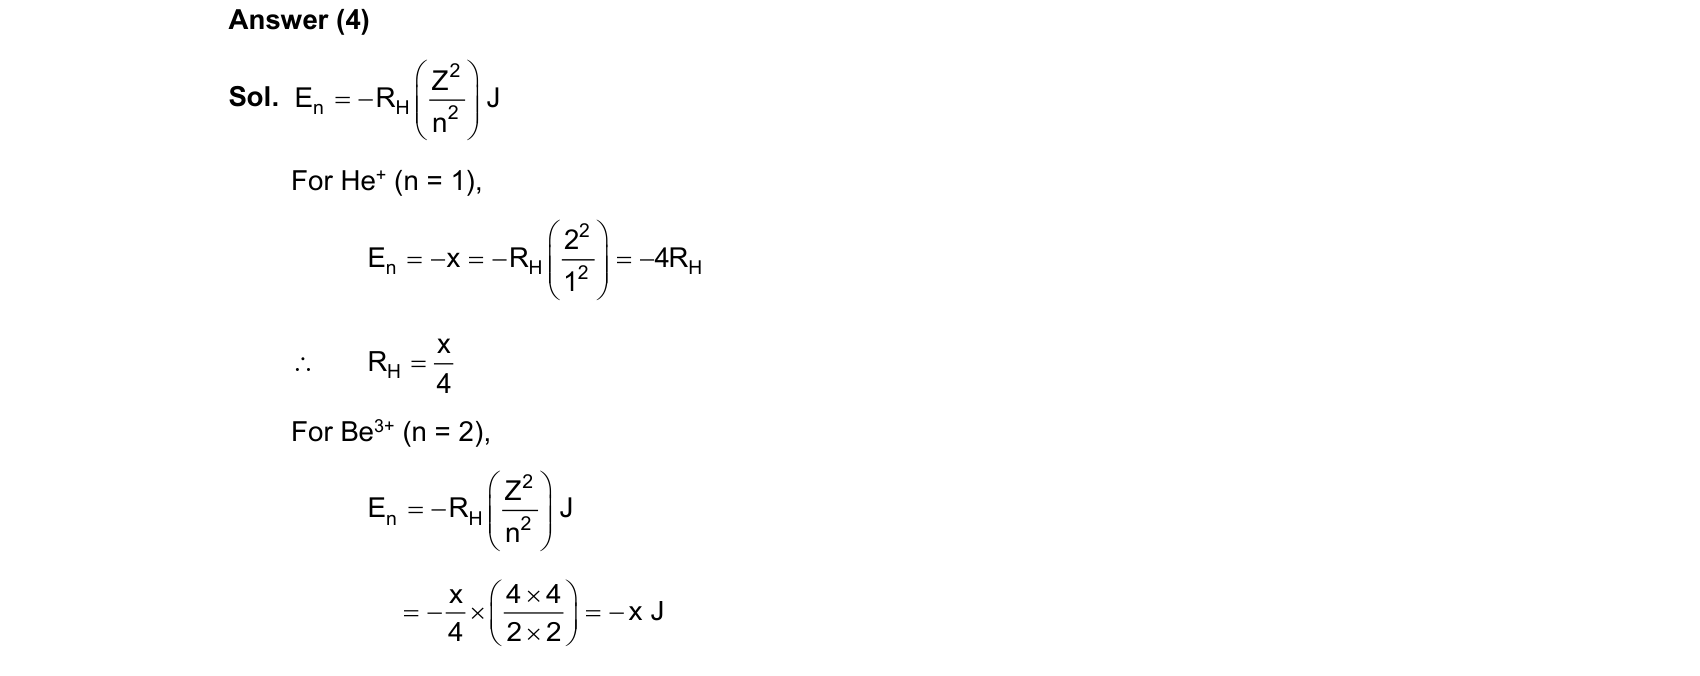 Answer (4)
Sol. Eₙ = −R_H (Z²/n²) J
For He⁺ (n = 1),
Eₙ = −x = −R_H (2²/1²) = −4R_H
∴ R_H = x/4
For Be³⁺ (n = 2),
Eₙ = −R_H (Z²/n²) J
= −x/4 × (4 × 4/2 × 2) = −x J